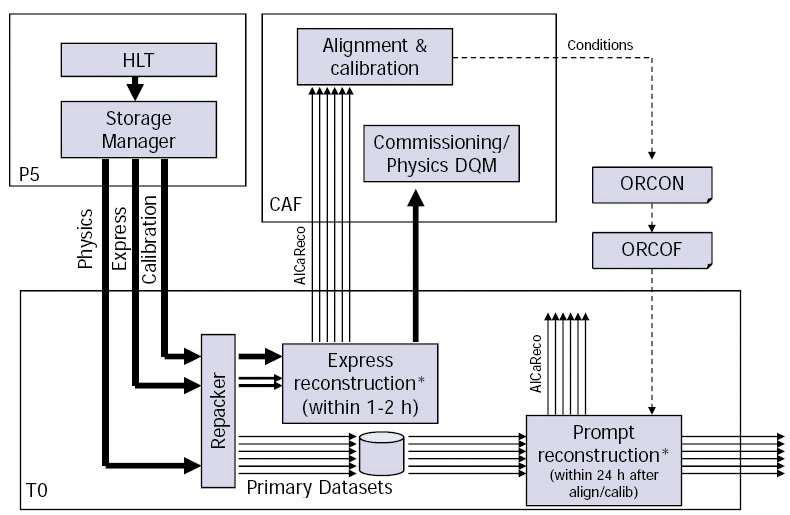 HLT
Storage
Manager
P5
Alignment &
calibration
Commissioning/
Physics DQM
CAF
Conditions
ORCON
ORCOF
Physics
Express
Calibration
AlCaReco
Repacker
Express
reconstruction*
(within 1-2 h)
AlCaReco
Primary Datasets
Prompt
reconstruction*
(within 24 h after
align/calib)
T0